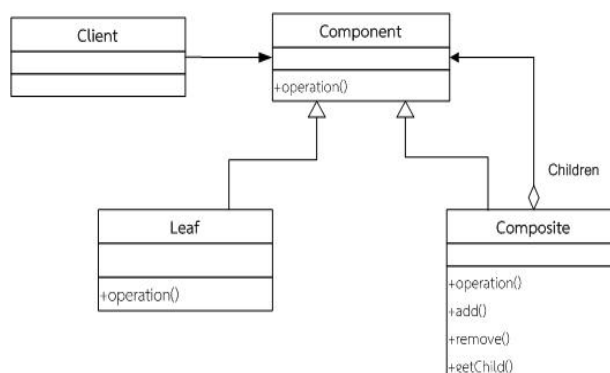 Client
Component
+operation()
Children
Leaf
+operation()
Composite
+operation()
+add()
+remove()
+getChild()